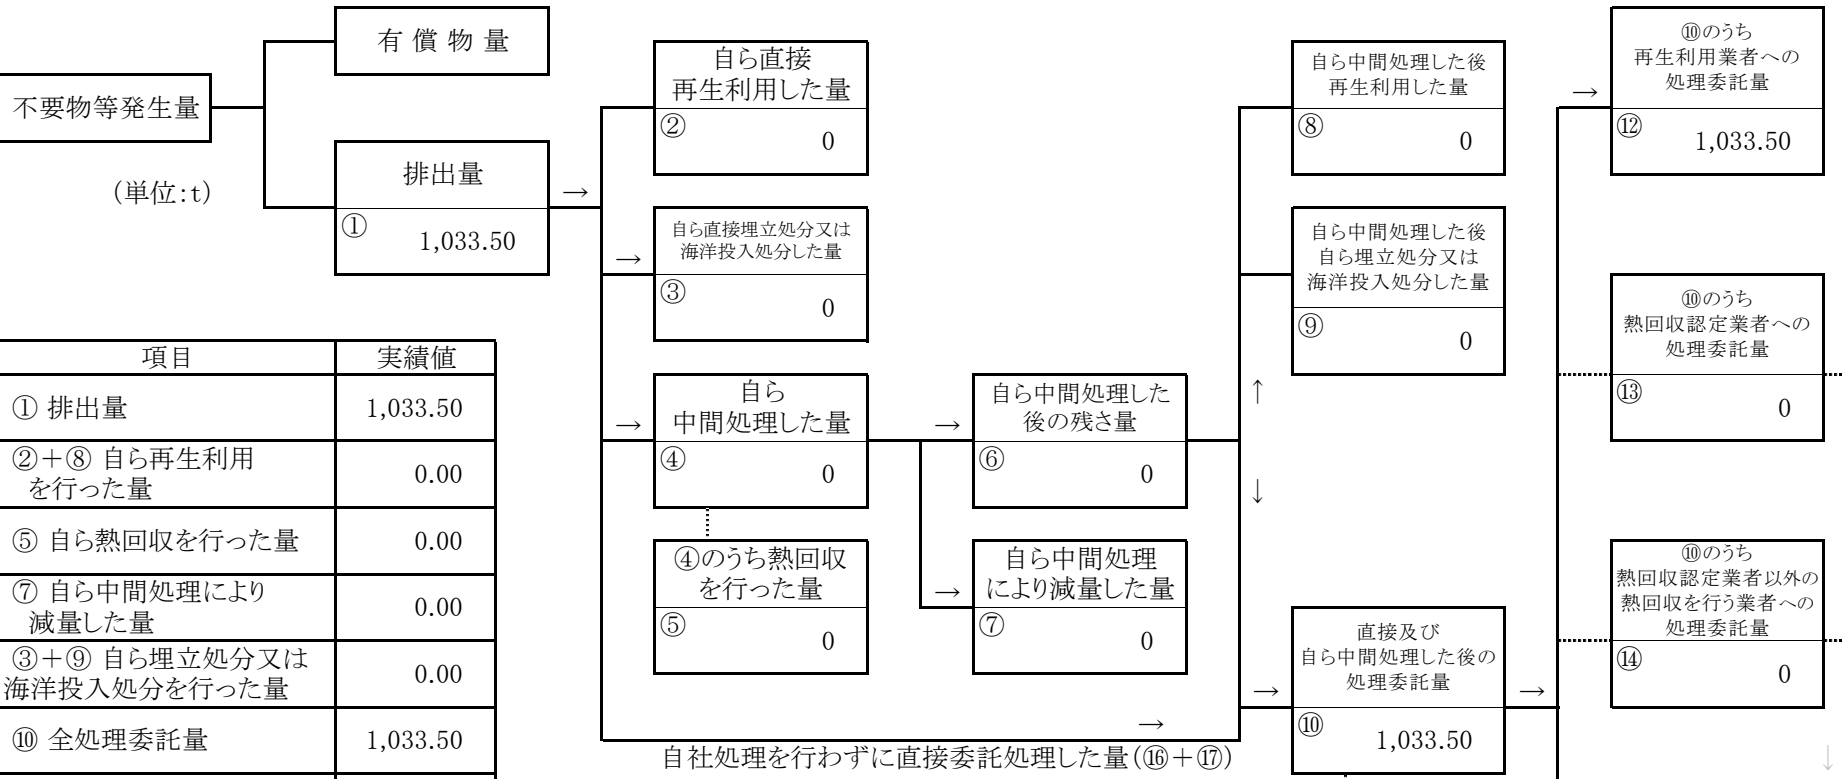 有償物量
不要物等発生量
(単位:t)
排出量
①
1,033.50
→
自ら直接
再生利用した量
②
0
→
自ら直接埋立処分又は
海洋投入処分した量
③
0
→
自ら
中間処理した量
④
0
④のうち熱回収
を行った量
⑤
0
→
自ら中間処理した
後の残さ量
⑥
0
→
自ら中間処理
により減量した量
⑦
0
自ら中間処理した後
再生利用した量
⑧
0
自ら中間処理した後
自ら埋立処分又は
海洋投入処分した量
⑨
0
↑
↓
→
直接及び
自ら中間処理した後の
処理委託量
⑩
1,033.50
→
→
自社処理を行わずに直接委託処理した量(⑯+⑰)
→
⑩のうち
再生利用業者への
処理委託量
⑫
1,033.50
⑩のうち
熱回収認定業者への
処理委託量
⑬
0
⑩のうち
熱回収認定業者以外の
熱回収を行う業者への
処理委託量
⑭
0
↓
項目 実績値
① 排出量 1,033.50
②+⑧ 自ら再生利用
を行った量
0.00
⑤ 自ら熱回収を行った量 0.00
⑦ 自ら中間処理により
減量した量
0.00
③+⑨ 自ら埋立処分又は
海洋投入処分を行った量
0.00
⑩ 全処理委託量 1,033.50